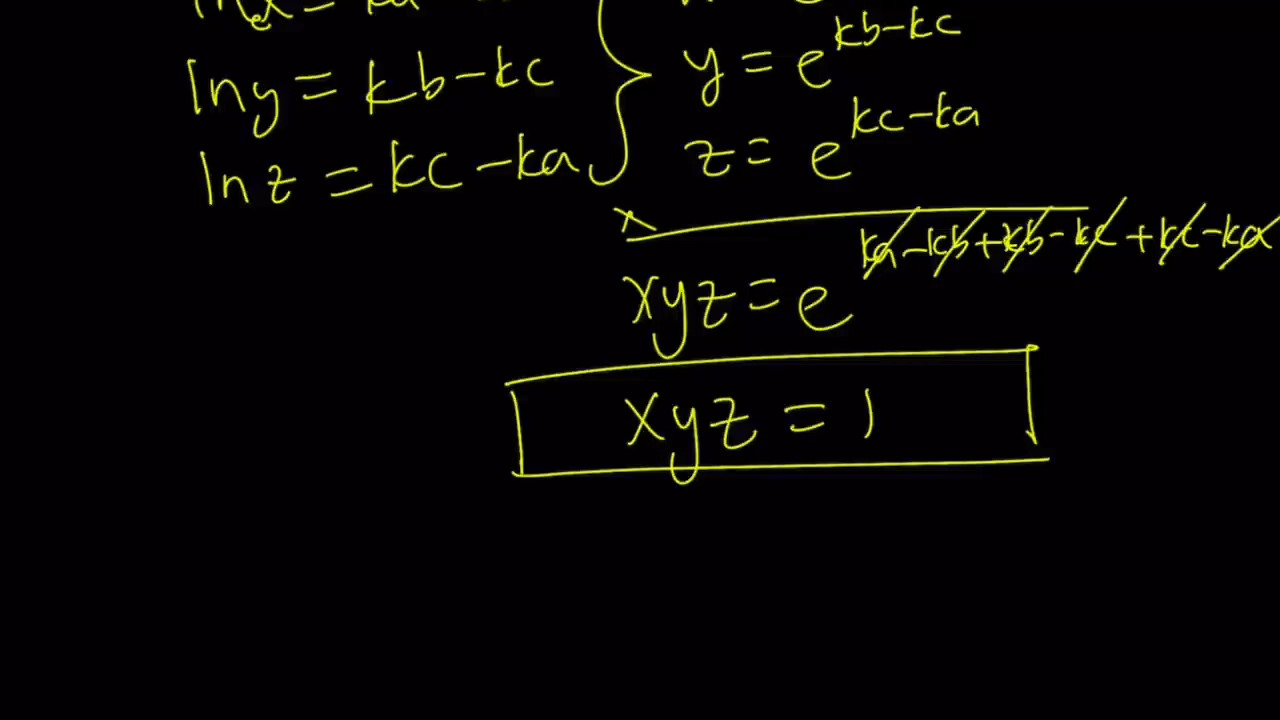 ln y = kb - kc } y = e^{kb-kc}
ln z = kc - ka z = e^{kc-ka}
x
xyz = e^{ka-kb+kb-kc+kc-ka}
xyz = 1